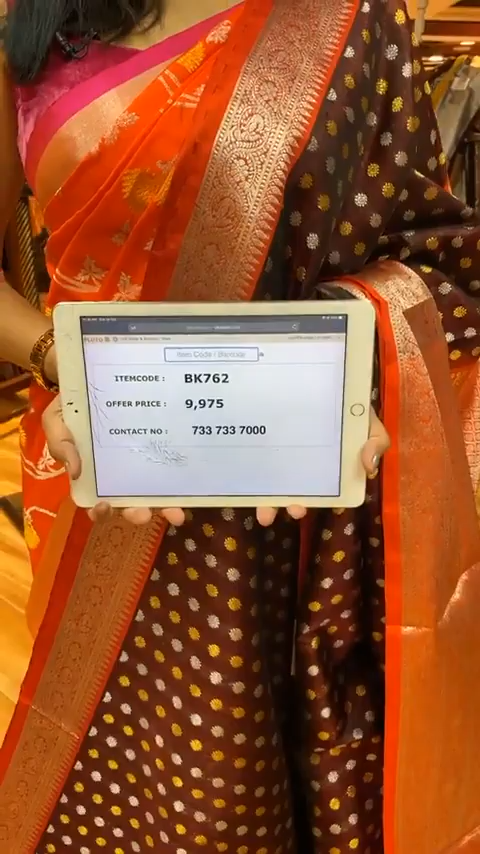 Item Code / Barcode
ITEMCODE : BK762
OFFER PRICE : 9,975
CONTACT NO : 733 733 7000